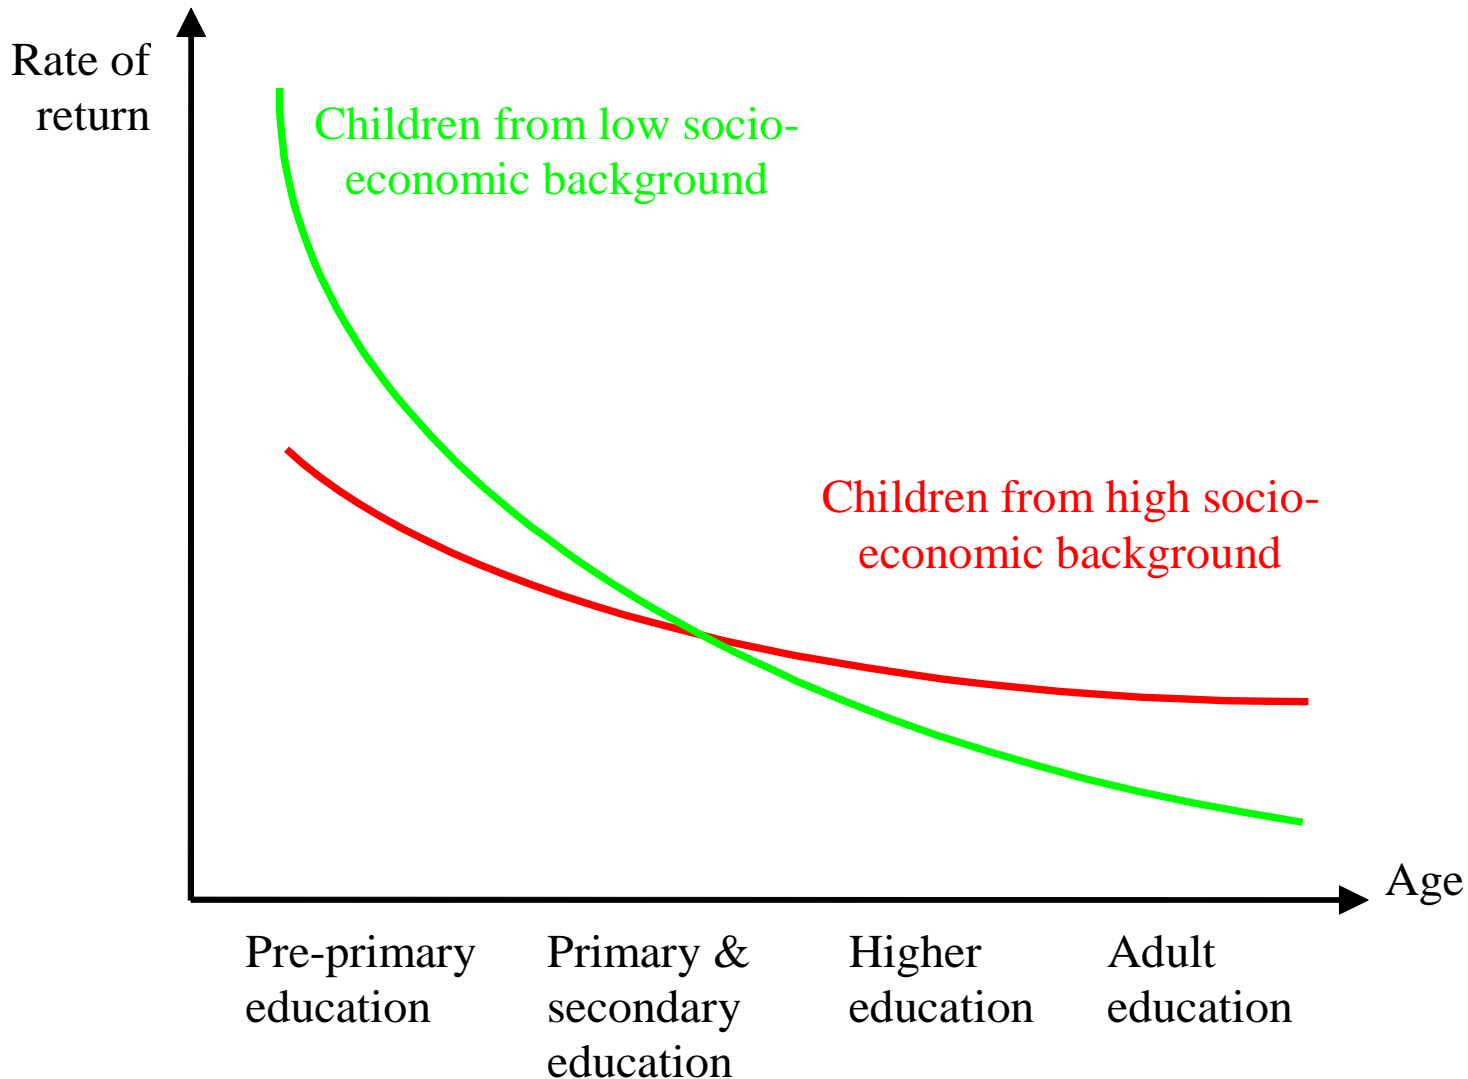 Rate of
return
Children from low socio-
economic background
Children from high socio-
economic background
Age
Pre-primary
education
Primary &
secondary
education
Higher
education
Adult
education